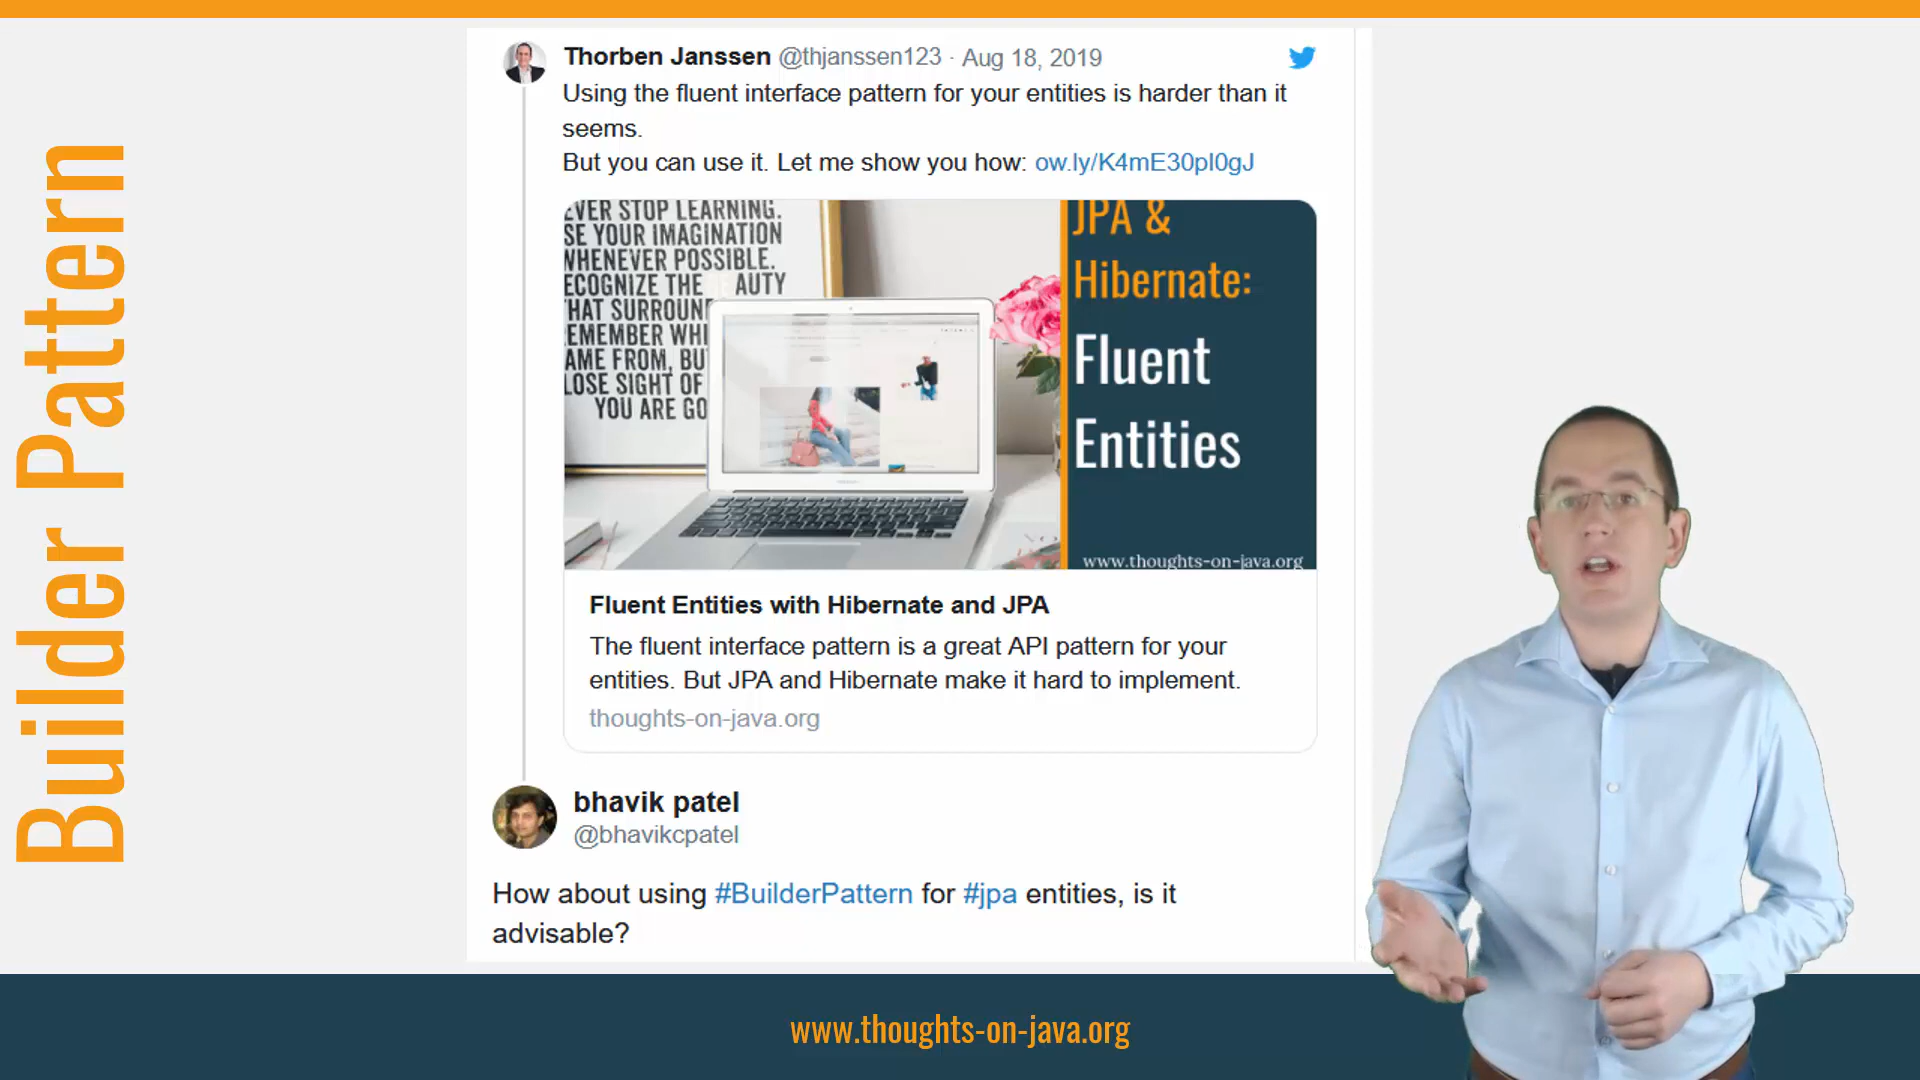 Builder Pattern
Thorben Janssen @thjanssen123 · Aug 18, 2019
Using the fluent interface pattern for your entities is harder than it
seems.
But you can use it. Let me show you how: ow.ly/K4mE30pl0gJ
EVER STOP LEARNING.
SE YOUR IMAGINATION
WHENEVER POSSIBLE.
ECOGNIZE THE AUTY
HAT SURROUN
EMEMBER WH
AME FROM, BU
LOSE SIGHT OF
YOU ARE GO
JPA &
Hibernate:
Fluent
Entities
www.thoughts-on-java.org
Fluent Entities with Hibernate and JPA
The fluent interface pattern is a great API pattern for your
entities. But JPA and Hibernate make it hard to implement.
thoughts-on-java.org
bhavik patel
@bhavikcpatel
How about using #BuilderPattern for #jpa entities, is it
advisable?
www.thoughts-on-java.org